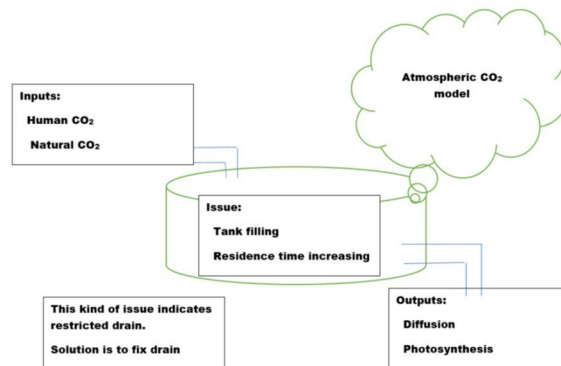 Atmospheric CO₂
model
Inputs:
Human CO₂
Natural CO₂
Issue:
Tank filling
Residence time increasing
This kind of issue indicates
restricted drain.
Solution is to fix drain
Outputs:
Diffusion
Photosynthesis